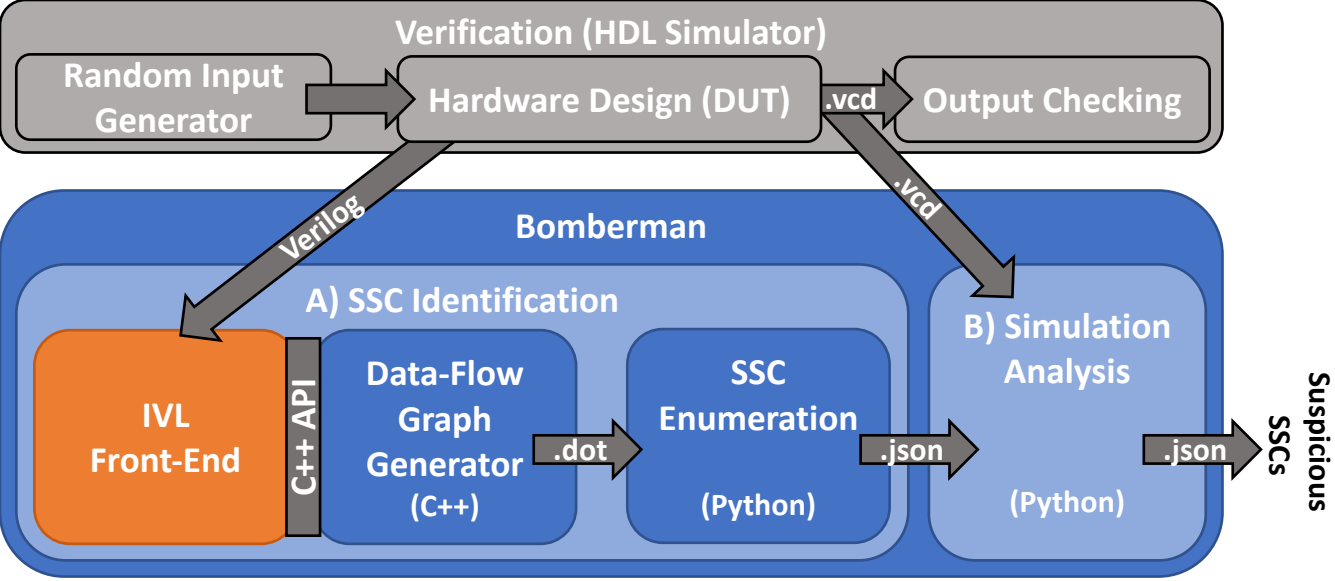 Verification (HDL Simulator)
Random Input
Generator
Hardware Design (DUT)
.vcd
Output Checking
Verilog
.vcd
Bomberman
A) SSC Identification
IVL
Front-End
C++ API
Data-Flow
Graph
Generator
(C++)
.dot
SSC
Enumeration
(Python)
.json
B) Simulation
Analysis
(Python)
.json
Suspicious
SSCs